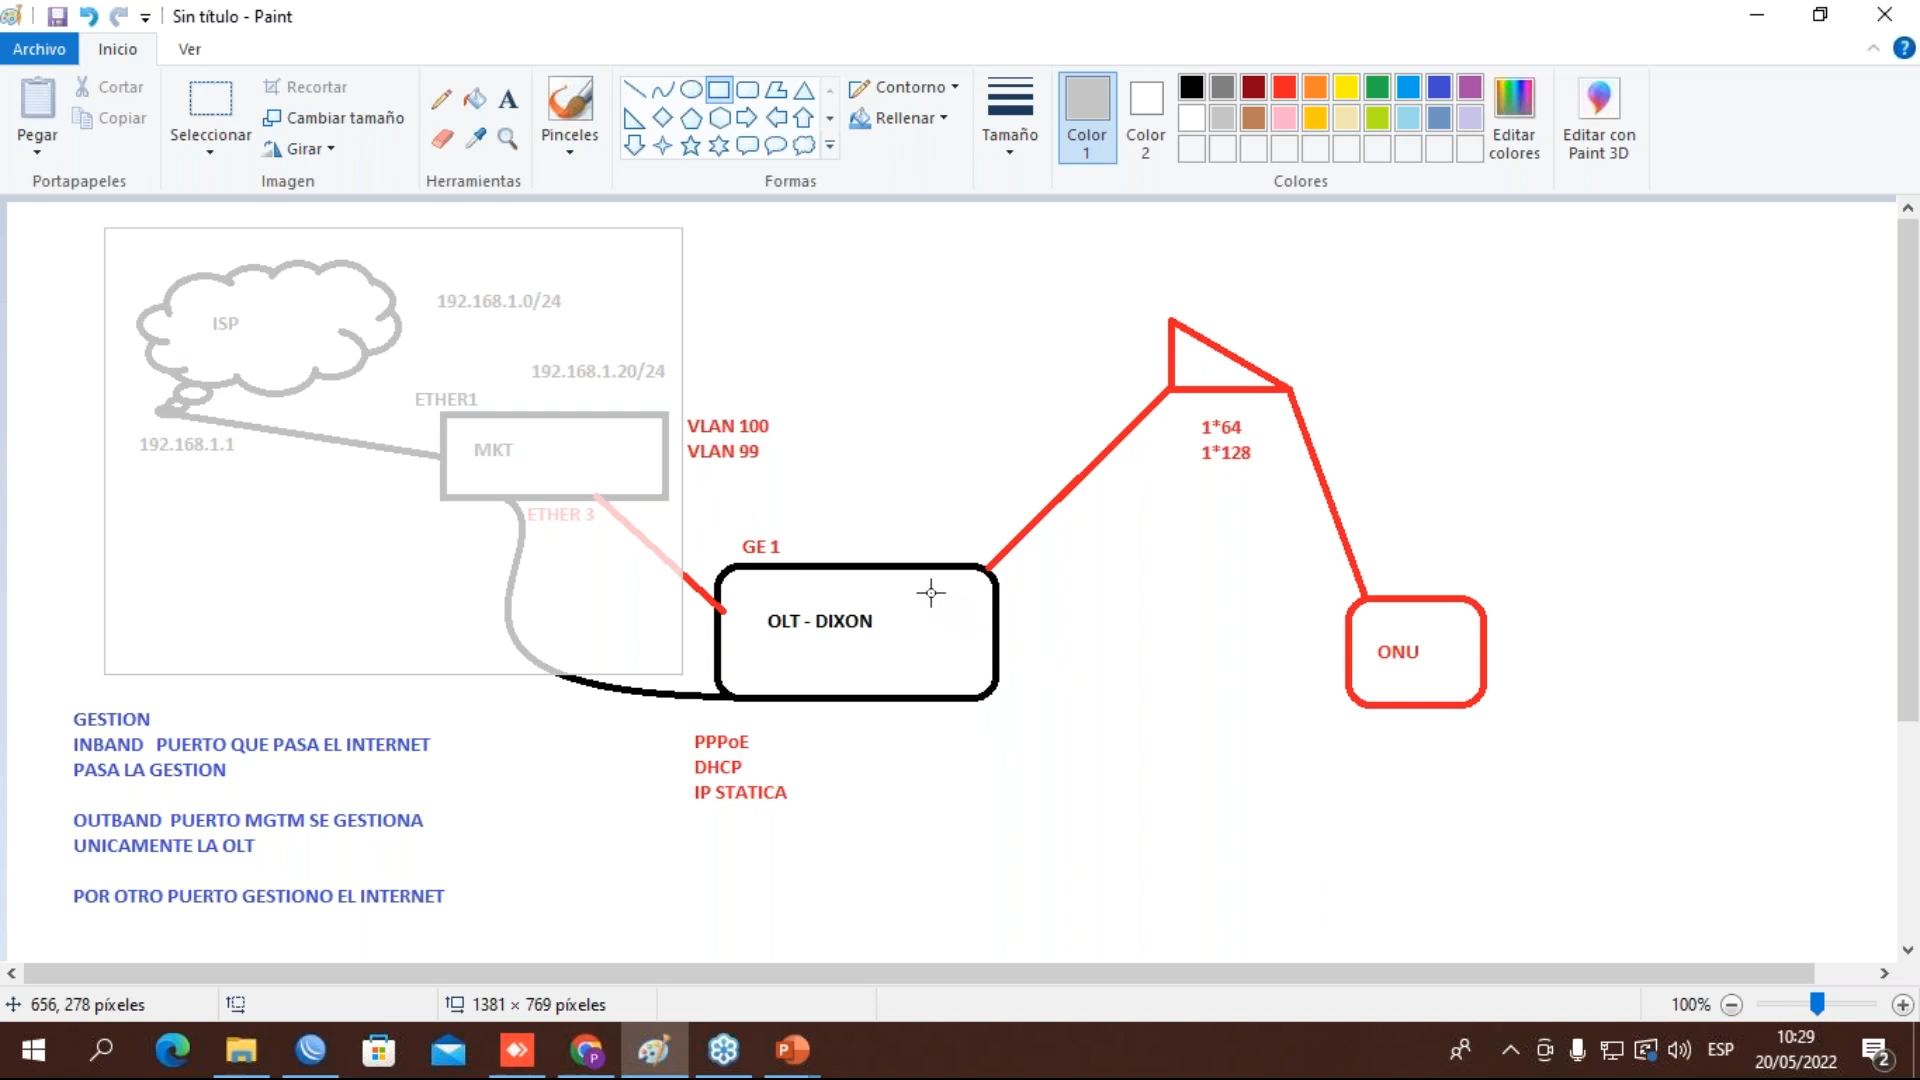 Sin título - Paint
Archivo
Inicio
Ver
Pegar
Cortar
Copiar
Portapapeles
Seleccionar
Recortar
Cambiar tamaño
Girar
Imagen
A
Herramientas
Pinceles
Contorno
Rellenar
Formas
Tamaño
Color
1
Color
2
Editar
colores
Editar con
Paint 3D
Colores
ISP
192.168.1.0/24
192.168.1.20/24
ETHER1
192.168.1.1
MKT
VLAN 100
VLAN 99
ETHER 3
GE 1
OLT - DIXON
1*64
1*128
ONU
GESTION
INBAND PUERTO QUE PASA EL INTERNET
PASA LA GESTION
OUTBAND PUERTO MGTM SE GESTIONA
UNICAMENTE LA OLT
POR OTRO PUERTO GESTIONO EL INTERNET
PPPoE
DHCP
IP STATICA
656, 278 píxeles
1381 × 769 píxeles
100%
ESP
10:29
20/05/2022
2